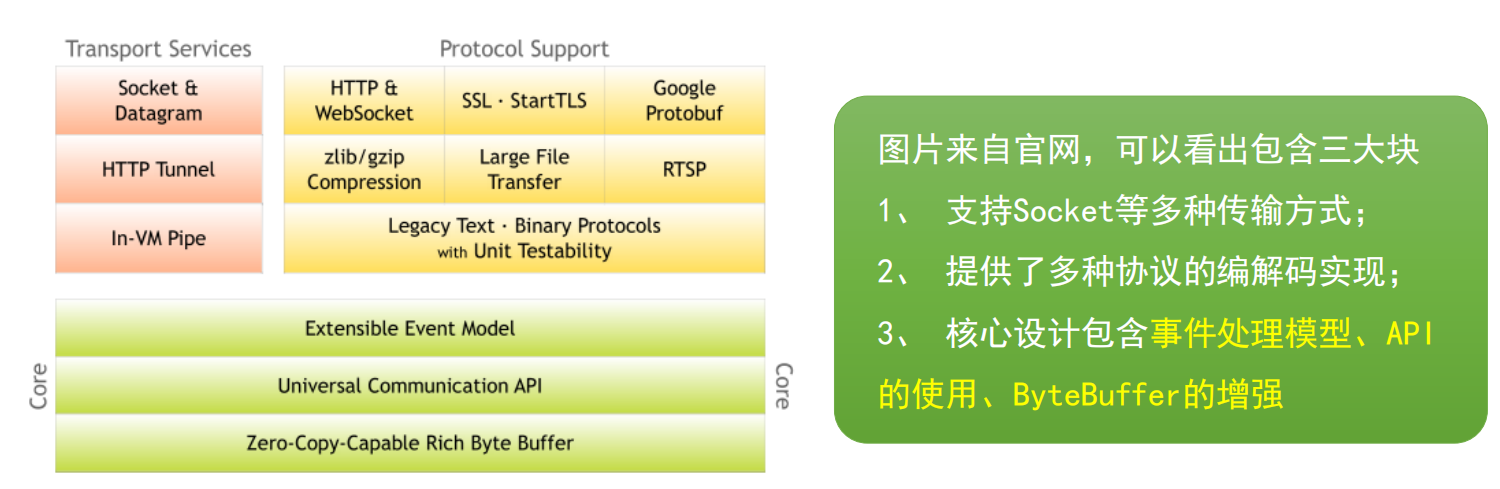 Transport Services
Protocol Support
Socket &
Datagram
HTTP &
WebSocket
SSL · StartTLS
Google
Protobuf
HTTP Tunnel
zlib/gzip
Compression
Large File
Transfer
RTSP
In-VM Pipe
Legacy Text · Binary Protocols
with Unit Testability
Core
Extensible Event Model
Universal Communication API
Zero-Copy-Capable Rich Byte Buffer
Core
图片来自官网，可以看出包含三大块
1、 支持Socket等多种传输方式；
2、 提供了多种协议的编解码实现；
3、 核心设计包含事件处理模型、API
的使用、ByteBuffer的增强